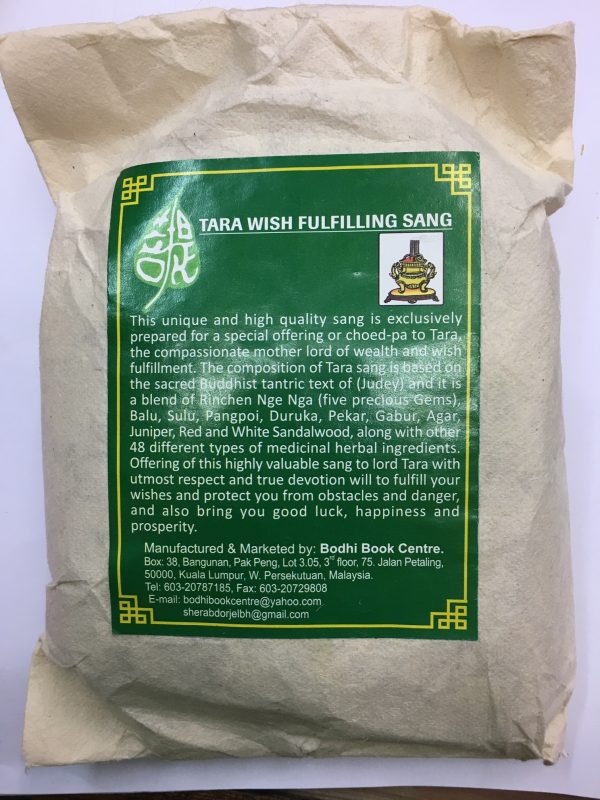 TARA WISH FULFILLING SANG
This unique and high quality sang is exclusively
prepared for a special offering or choed-pa to Tara,
the compassionate mother lord of wealth and wish
fulfillment. The composition of Tara sang is based on
the sacred Buddhist tantric text of (Judey) and it is
a blend of Rinchen Nge Nga (five precious Gems),
Balu, Sulu, Pangpoi, Duruka, Pekar, Gabur, Agar,
Juniper, Red and White Sandalwood, along with other
48 different types of medicinal herbal ingredients.
Offering of this highly valuable sang to lord Tara with
utmost respect and true devotion will to fulfill your
wishes and protect you from obstacles and danger,
and also bring you good luck, happiness and
prosperity.
Manufactured & Marketed by: Bodhi Book Centre.
Box: 38, Bangunan, Pak Peng, Lot 3.05, 3rd floor, 75. Jalan Petaling,
50000, Kuala Lumpur, W. Persekutuan, Malaysia.
Tel: 603-20787185, Fax: 603-20729808
E-mail: bodhibookcentre@yahoo.com
sherabdorjelbh@gmail.com